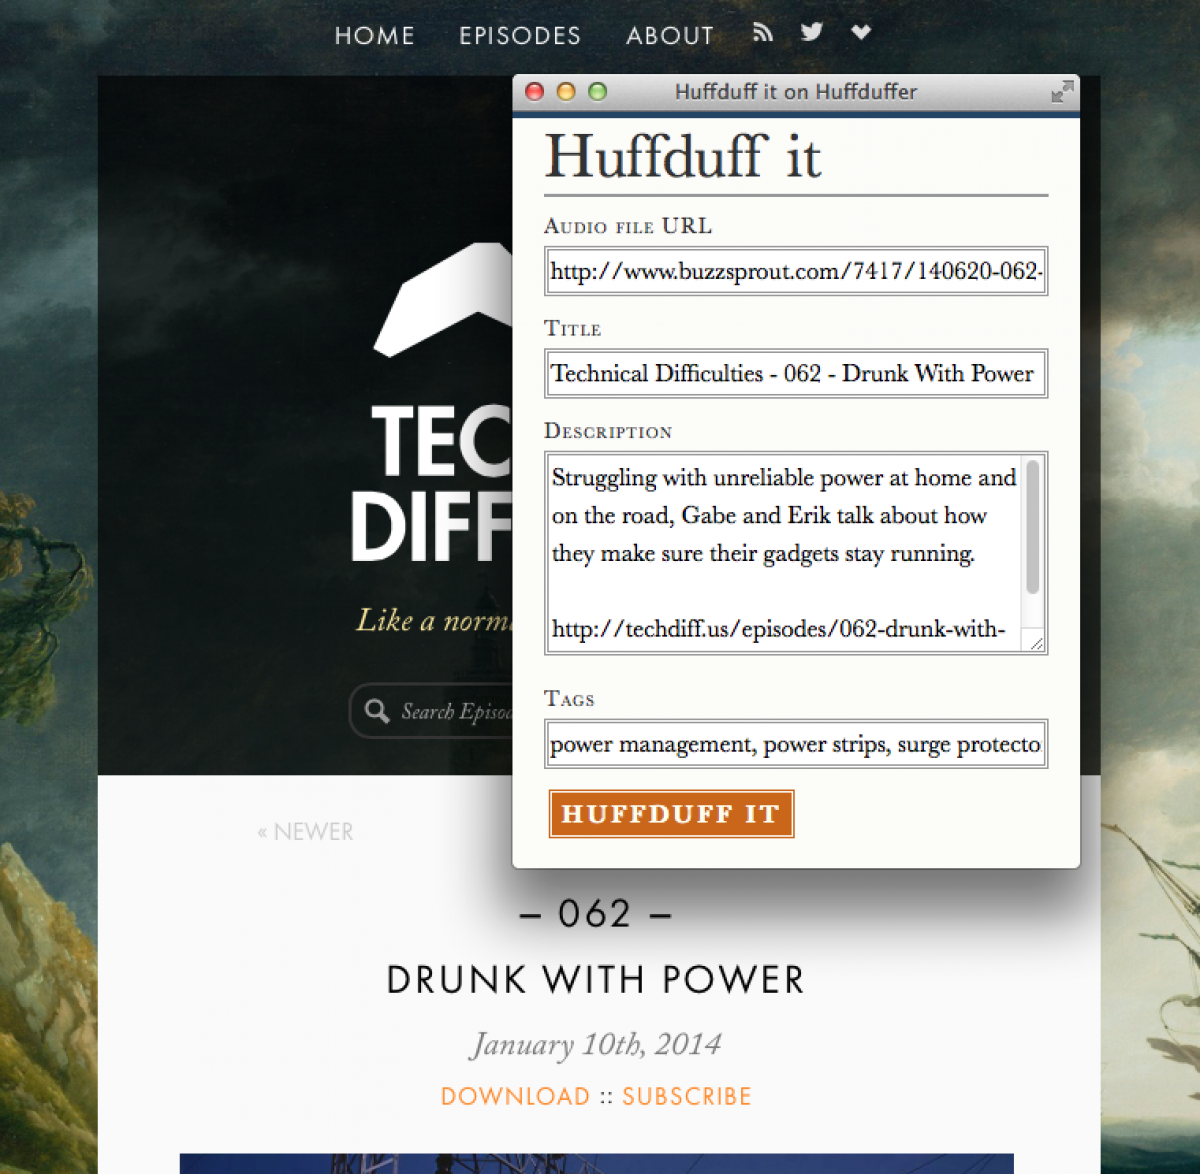 HOME EPISODES ABOUT
Huffduff it on Huffduffer
Huffduff it
Audio file URL
http://www.buzzsprout.com/7417/140620-062-
Title
Technical Difficulties - 062 - Drunk With Power
Description
Struggling with unreliable power at home and
on the road, Gabe and Erik talk about how
they make sure their gadgets stay running.
http://techdiff.us/episodes/062-drunk-with-
Tags
power management, power strips, surge protecto
HUFFDUFF IT
TEC
DIFF
Like a norm
Search Episod
« NEWER
– 062 –
DRUNK WITH POWER
January 10th, 2014
DOWNLOAD :: SUBSCRIBE